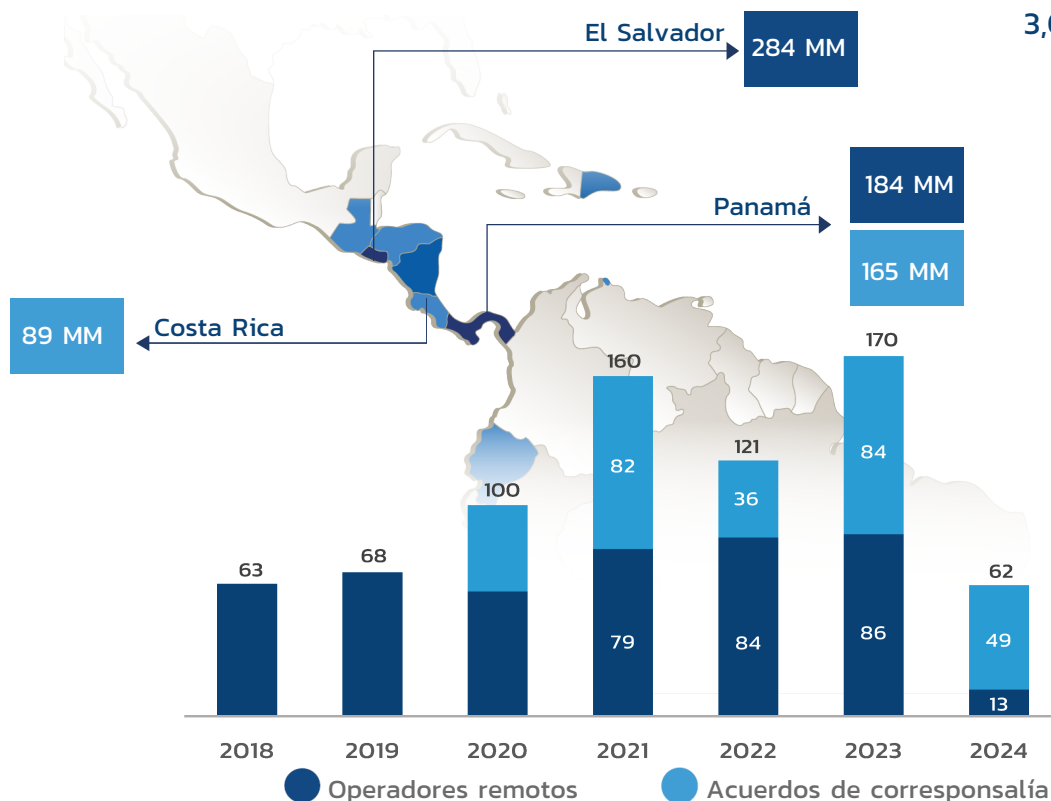 El Salvador
284 MM
3,
Panamá
184 MM
165 MM
Costa Rica
89 MM
63
68
100
160
82
79
121
36
84
170
84
86
62
49
13
2018 2019 2020 2021 2022 2023 2024
Operadores remotos Acuerdos de corresponsalía